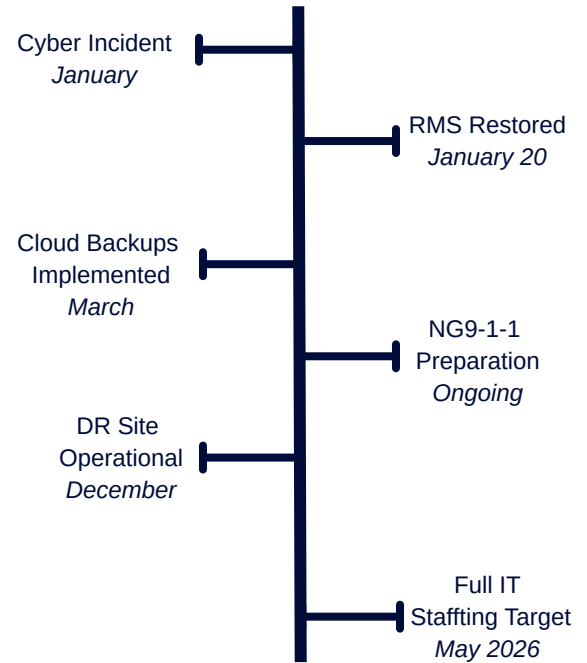 Cyber Incident
January
RMS Restored
January 20
Cloud Backups
Implemented
March
NG9-1-1
Preparation
Ongoing
DR Site
Operational
December
Full IT
Staffting Target
May 2026